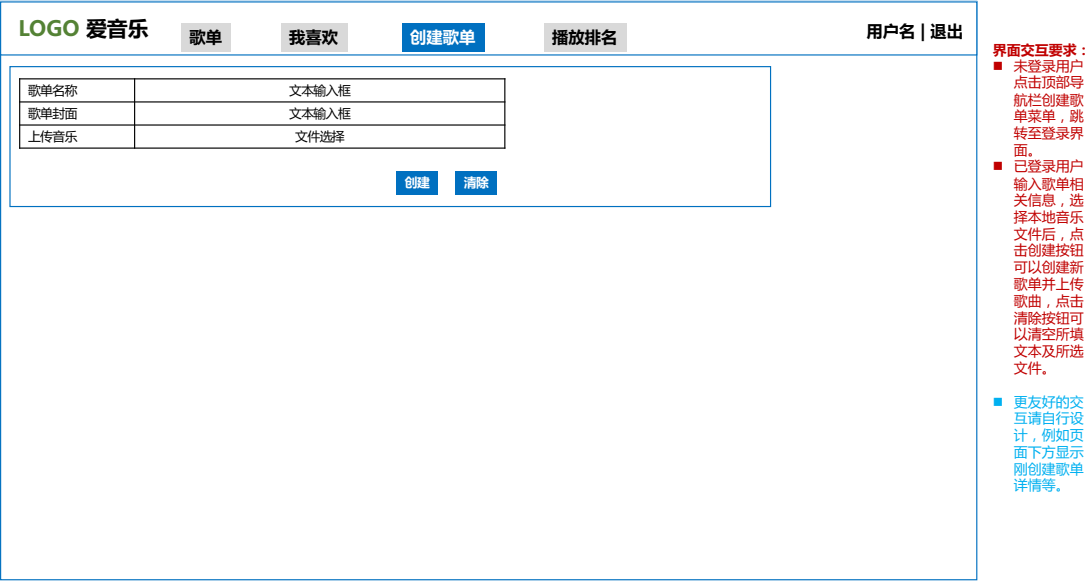 LOGO 爱音乐
歌单
我喜欢
创建歌单
播放排名
用户名 | 退出
歌单名称
文本输入框
歌单封面
文本输入框
上传音乐
文件选择
创建
清除
界面交互要求：
■ 未登录用户
点击顶部导
航栏创建歌
单菜单，跳
转至登录界
面。
■ 已登录用户
输入歌单相
关信息，选
择本地音乐
文件后，点
击创建按钮
可以创建新
歌单并上传
歌曲，点击
清除按钮可
以清空所填
文本及所选
文件。
■ 更友好的交
互请自行设
计，例如页
面下方显示
刚创建歌单
详情等。